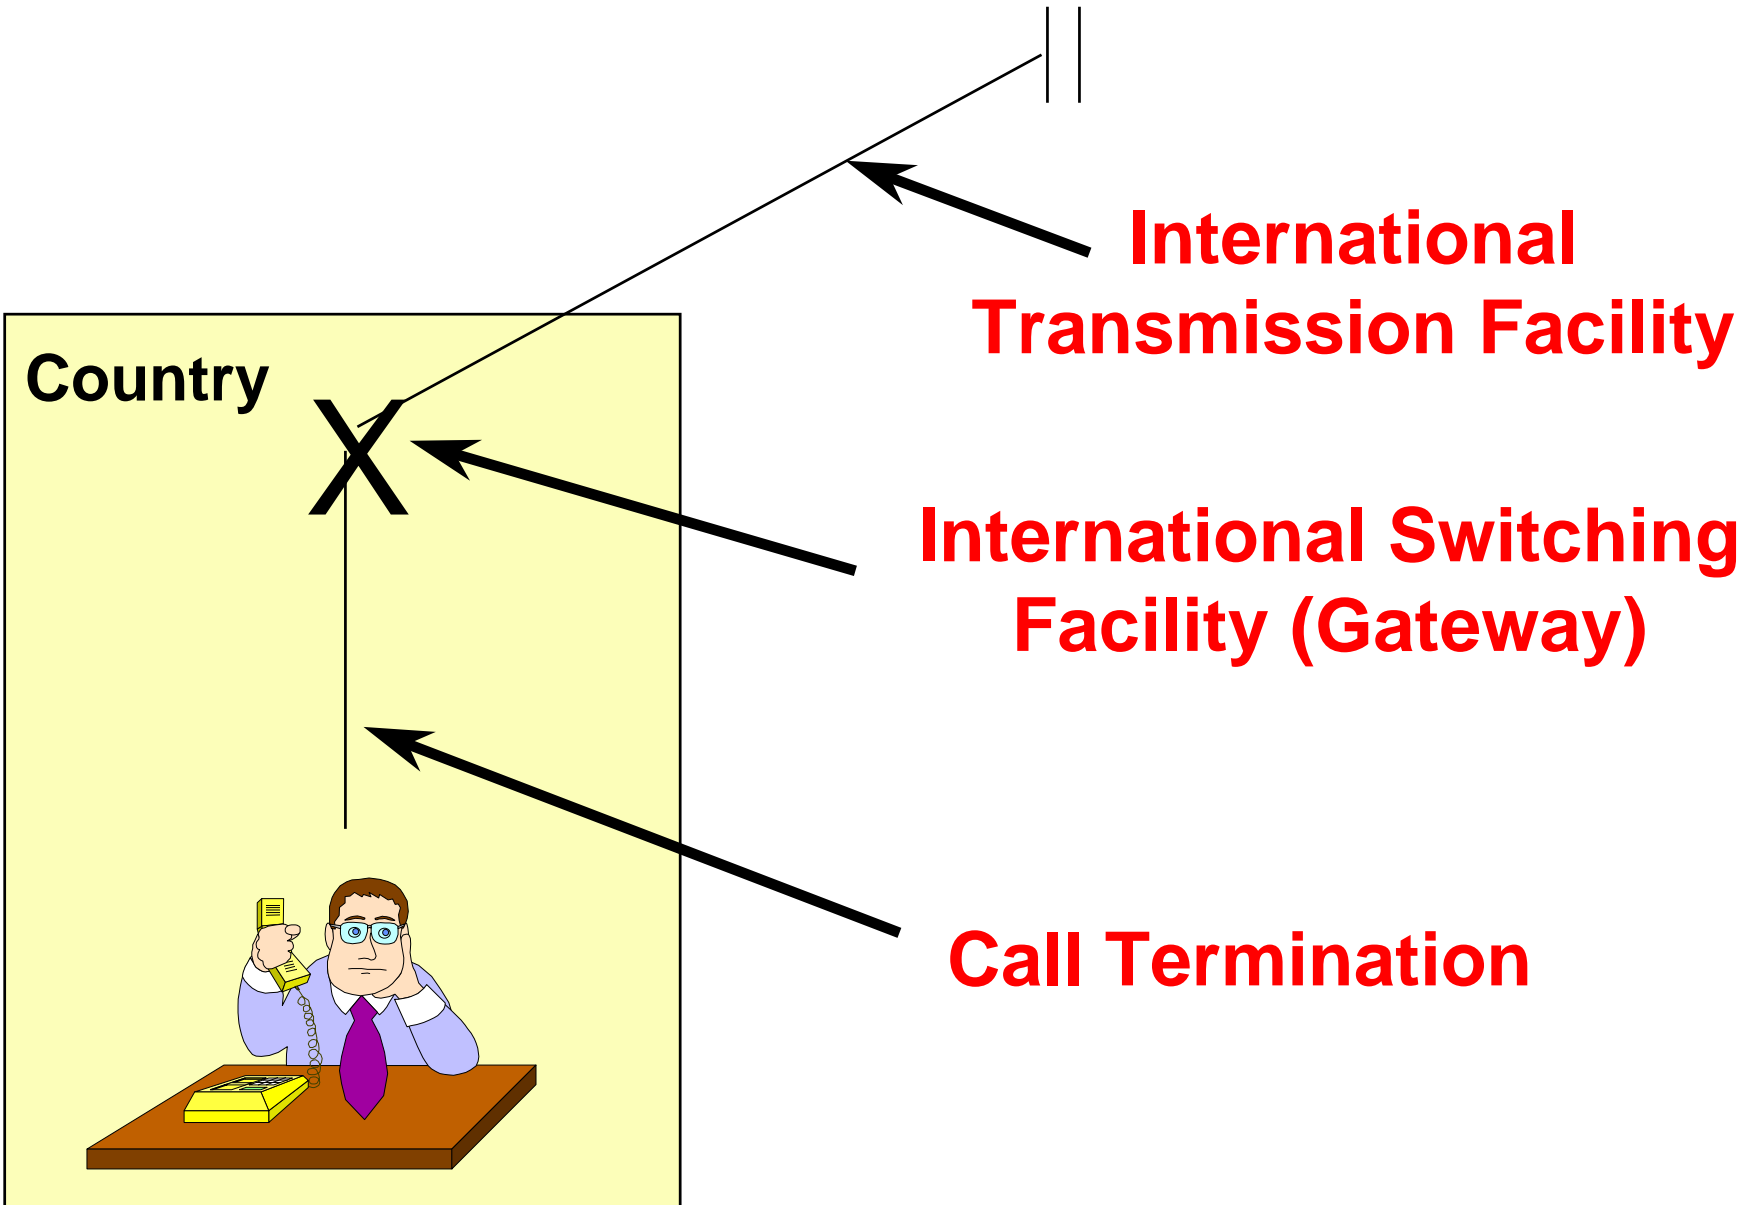 International
Transmission Facility
Country
X
International Switching
Facility (Gateway)
Call Termination